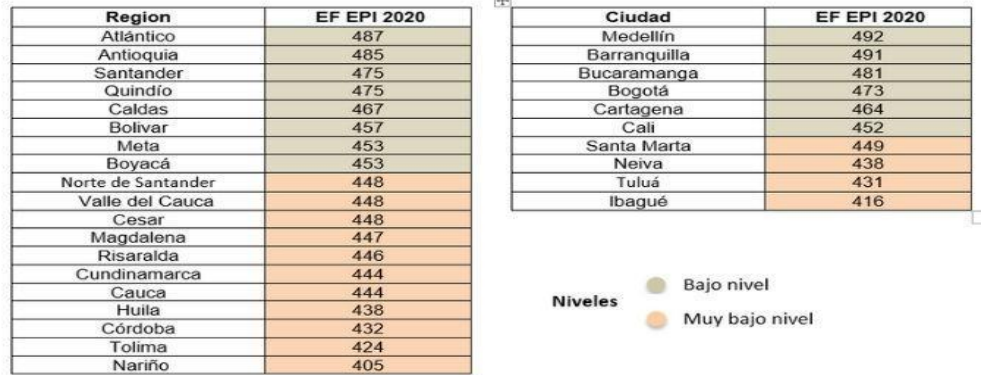 Region EF EPI 2020
Atlántico 487
Antioquia 485
Santander 475
Quindío 475
Caldas 467
Bolivar 457
Meta 453
Boyacá 453
Norte de Santander 448
Valle del Cauca 448
Cesar 448
Magdalena 447
Risaralda 446
Cundinamarca 444
Cauca 444
Huila 438
Córdoba 432
Tolima 424
Nariño 405
Ciudad EF EPI 2020
Medellín 492
Barranquilla 491
Bucaramanga 481
Bogotá 473
Cartagena 464
Cali 452
Santa Marta 449
Neiva 438
Tuluá 431
Ibagué 416
Niveles
Bajo nivel
Muy bajo nivel